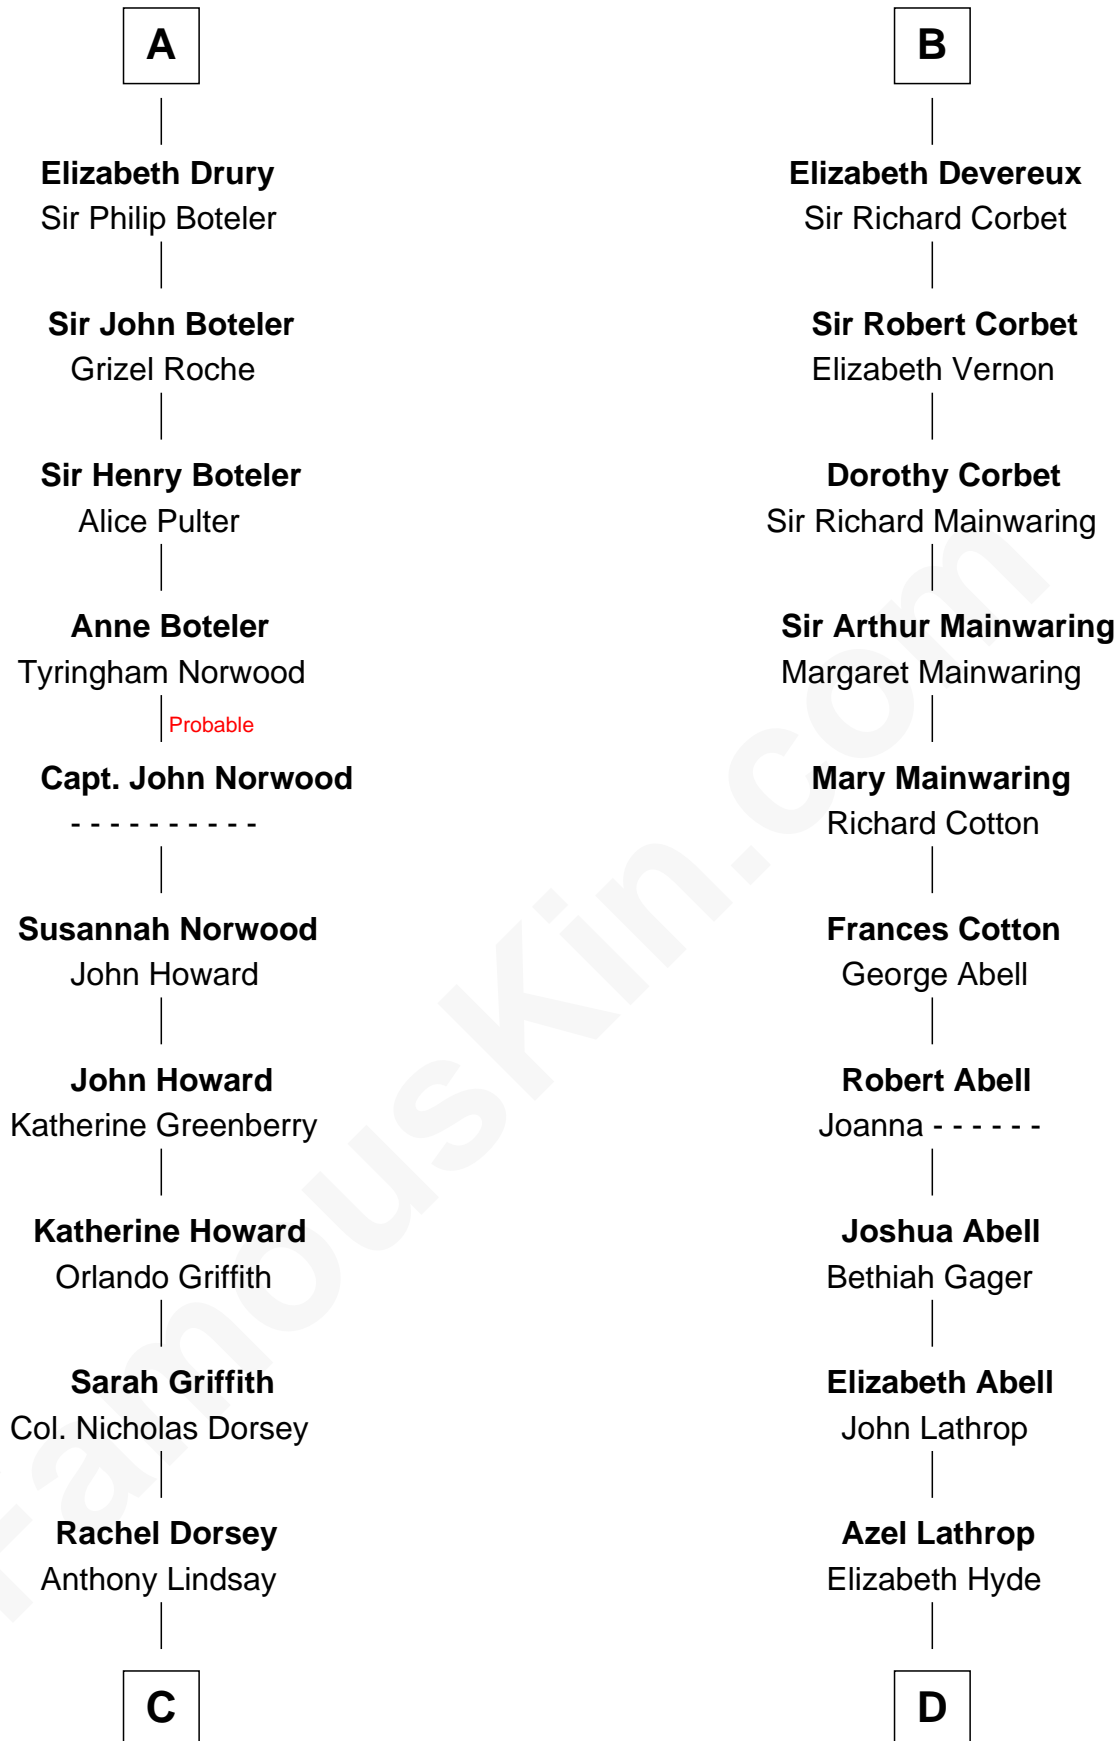 A
Elizabeth Drury
Sir Philip Boteler
Sir John Boteler
Grizel Roche
Sir Henry Boteler
Alice Pulter
Anne Boteler
Tyringham Norwood
Probable
Capt. John Norwood
- - - - - - - - - -
Susannah Norwood
John Howard
John Howard
Katherine Greenberry
Katherine Howard
Orlando Griffith
Sarah Griffith
Col. Nicholas Dorsey
Rachel Dorsey
Anthony Lindsay
C
B
Elizabeth Devereux
Sir Richard Corbet
Sir Robert Corbet
Elizabeth Vernon
Dorothy Corbet
Sir Richard Mainwaring
Sir Arthur Mainwaring
Margaret Mainwaring
Mary Mainwaring
Richard Cotton
Frances Cotton
George Abell
Robert Abell
Joanna - - - - - -
Joshua Abell
Bethiah Gager
Elizabeth Abell
John Lathrop
Azel Lathrop
Elizabeth Hyde
D
FamousKin.com